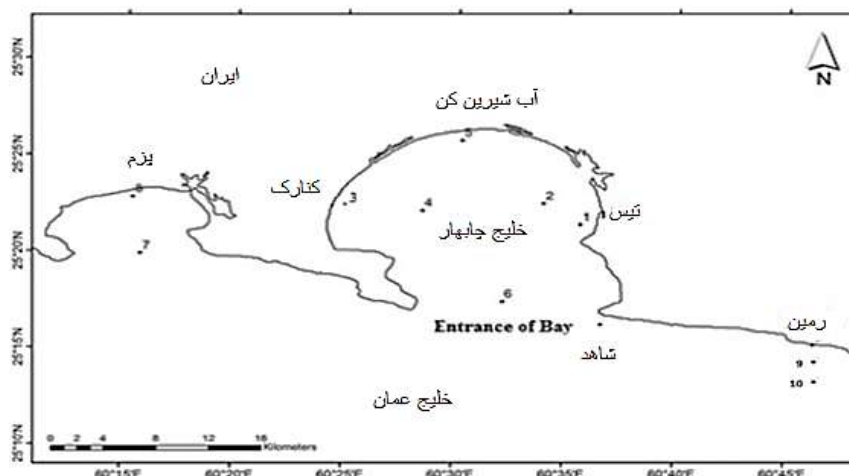 25°30'N
25°25'N
25°20'N
25°15'N
25°10'N
ایران
N
آب شیرین کن
5
پزم
8
کنارک
3
4
2
تیس
1
خلیج چابهار
7
6
Entrance of Bay
شاهد
رمین
9
10
خلیج عمان
0 2 4 8 12 16
Kilometers
60°15'E
60°20'E
60°25'E
60°30'E
60°35'E
60°40'E
60°45'E